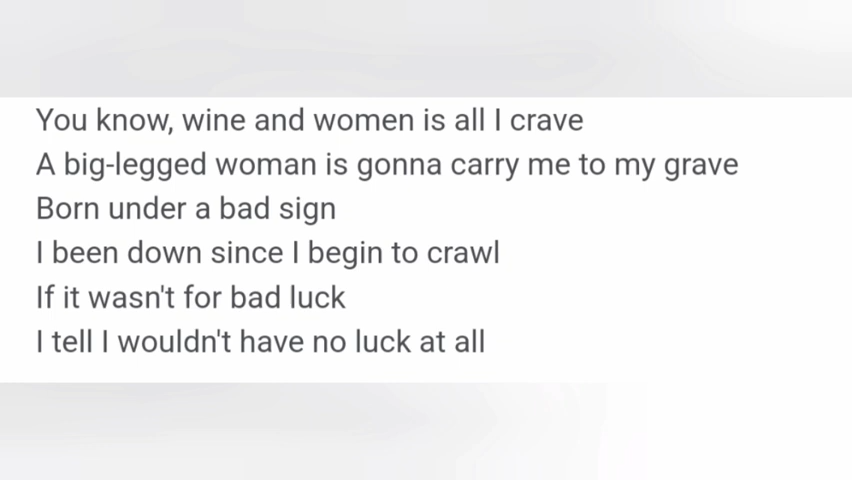 You know, wine and women is all I crave
A big-legged woman is gonna carry me to my grave
Born under a bad sign
I been down since I begin to crawl
If it wasn't for bad luck
I tell I wouldn't have no luck at all